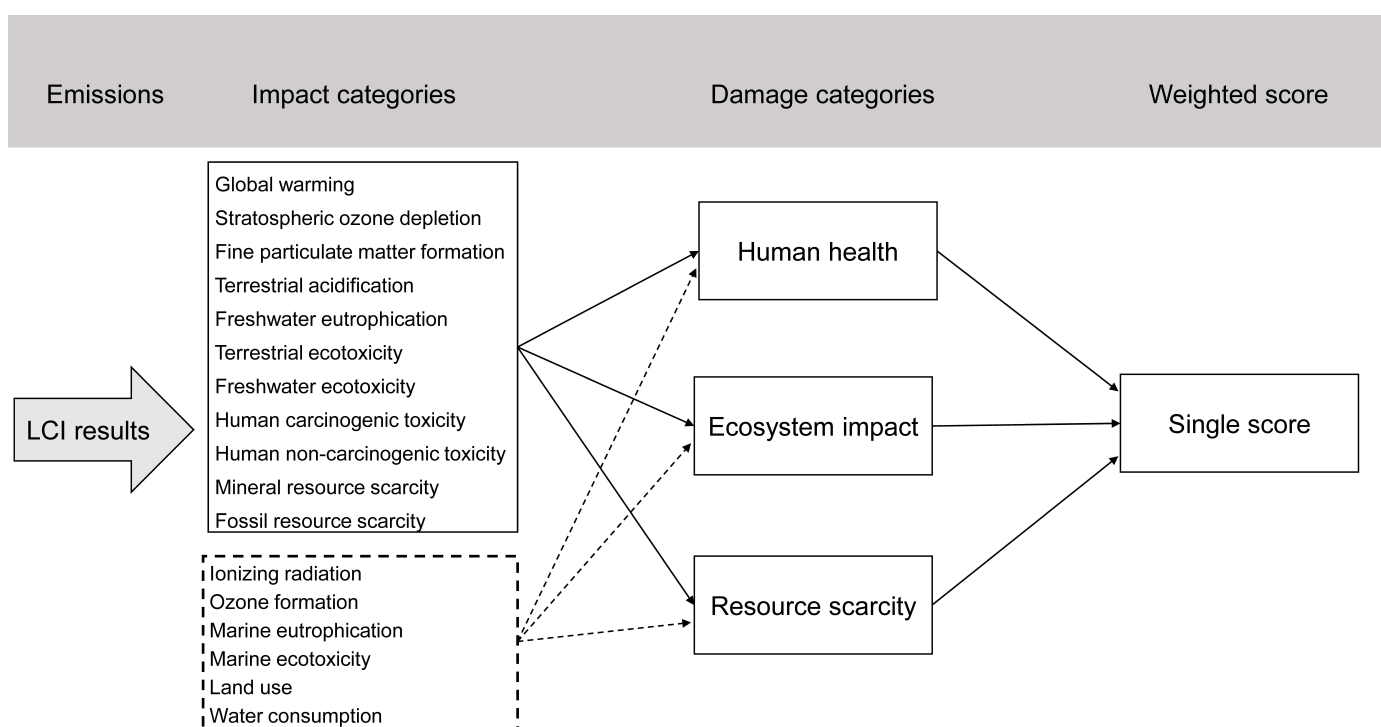 Emissions
Impact categories
Damage categories
Weighted score
LCI results
Global warming
Stratospheric ozone depletion
Fine particulate matter formation
Terrestrial acidification
Freshwater eutrophication
Terrestrial ecotoxicity
Freshwater ecotoxicity
Human carcinogenic toxicity
Human non-carcinogenic toxicity
Mineral resource scarcity
Fossil resource scarcity
Ionizing radiation
Ozone formation
Marine eutrophication
Marine ecotoxicity
Land use
Water consumption
Human health
Ecosystem impact
Resource scarcity
Single score